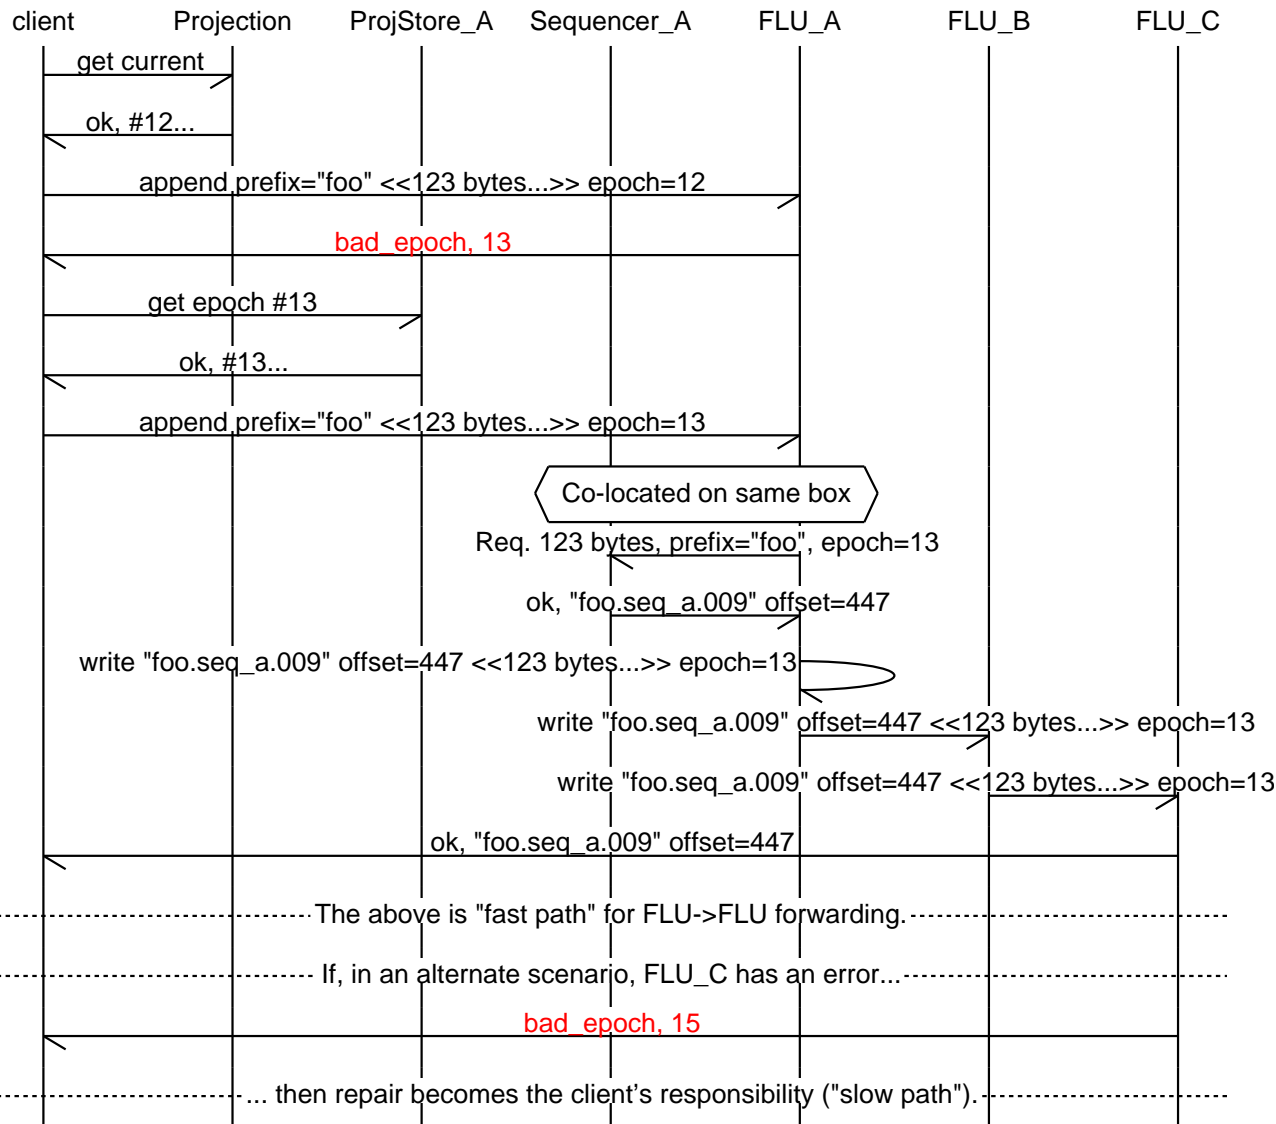 client Projection ProjStore_A Sequencer_A FLU_A FLU_B FLU_C
get current
ok, #12...
append prefix="foo" <<123 bytes...>> epoch=12
bad_epoch, 13
get epoch #13
ok, #13...
append prefix="foo" <<123 bytes...>> epoch=13
Co-located on same box
Req. 123 bytes, prefix="foo", epoch=13
ok, "foo.seq_a.009" offset=447
write "foo.seq_a.009" offset=447 <<123 bytes...>> epoch=13
write "foo.seq_a.009" offset=447 <<123 bytes...>> epoch=13
write "foo.seq_a.009" offset=447 <<123 bytes...>> epoch=13
ok, "foo.seq_a.009" offset=447
The above is "fast path" for FLU->FLU forwarding.
If, in an alternate scenario, FLU_C has an error...
bad_epoch, 15
... then repair becomes the client's responsibility ("slow path").